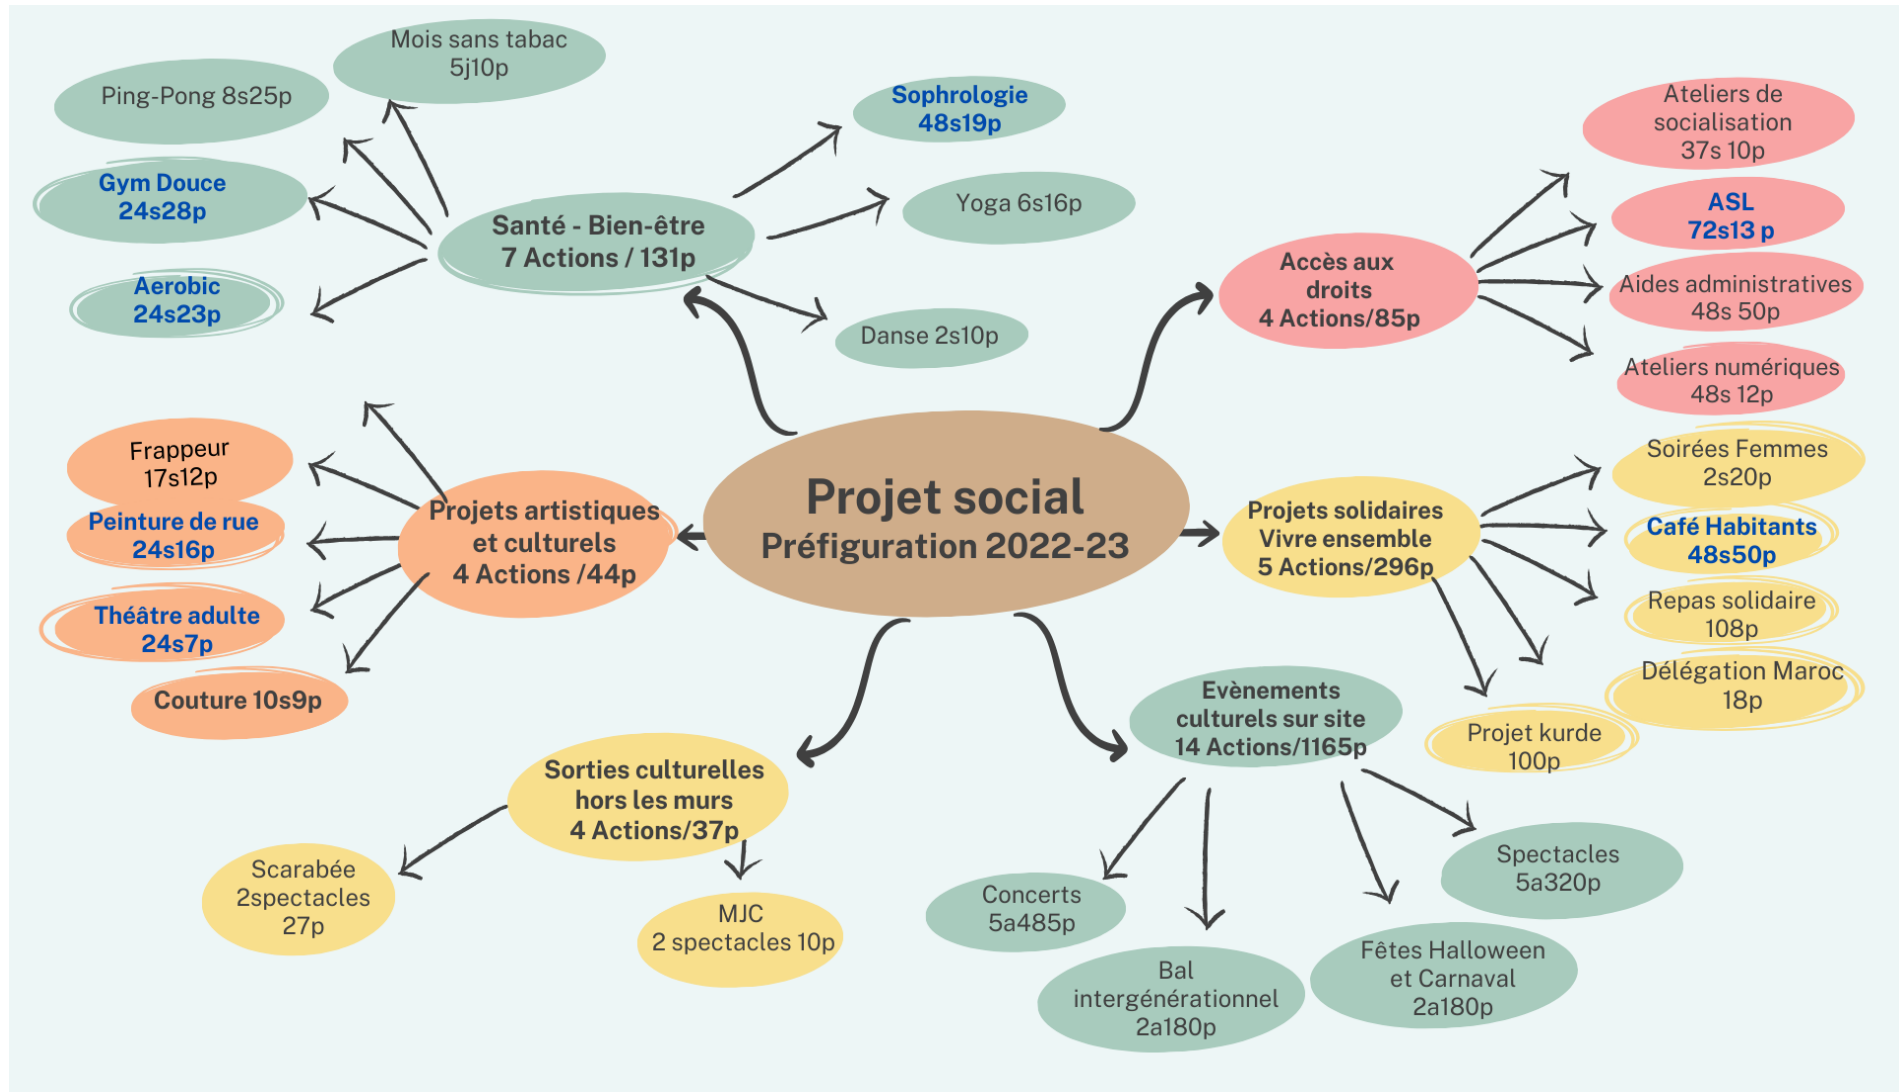 Mois sans tabac
5j10p
Ping-Pong 8s25p
Gym Douce
24s28p
Aerobic
24s23p
Santé - Bien-être
7 Actions / 131p
Sophrologie
48s19p
Yoga 6s16p
Danse 2s10p
Accès aux
droits
4 Actions/85p
Ateliers de
socialisation
37s 10p
ASL
72s13 p
Aides administratives
48s 50p
Ateliers numériques
48s 12p
Projet social
Préfiguration 2022-23
Projets artistiques
et culturels
4 Actions /44p
Frappeur
17s12p
Peinture de rue
24s16p
Théâtre adulte
24s7p
Couture 10s9p
Projets solidaires
Vivre ensemble
5 Actions/296p
Soirées Femmes
2s20p
Café Habitants
48s50p
Repas solidaire
108p
Délégation Maroc
18p
Projet kurde
100p
Sorties culturelles
hors les murs
4 Actions/37p
Scarabée
2spectacles
27p
MJC
2 spectacles 10p
Evènements
culturels sur site
14 Actions/1165p
Concerts
5a485p
Bal
intergénérationnel
2a180p
Fêtes Halloween
et Carnaval
2a180p
Spectacles
5a320p